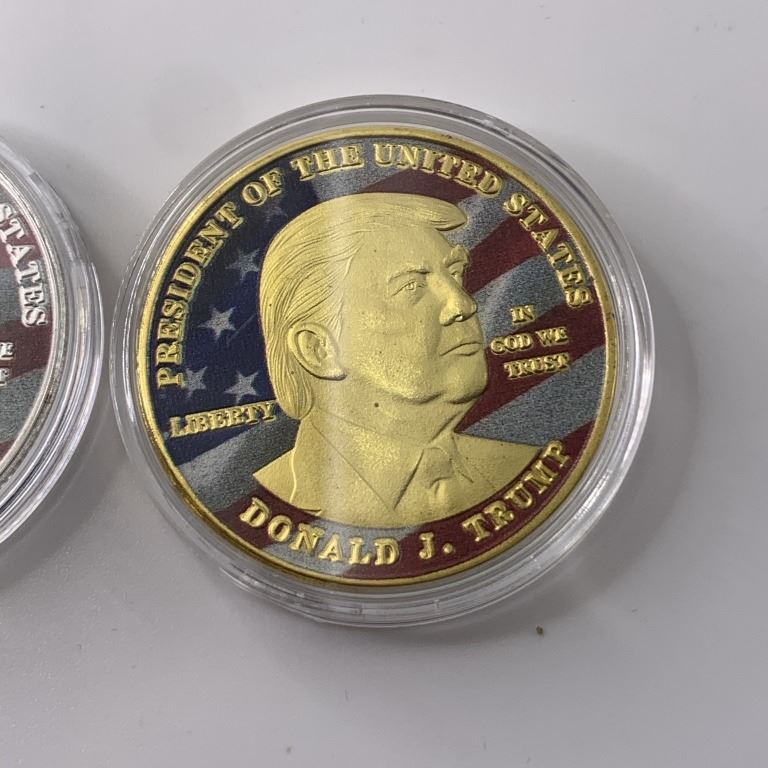 PRESIDENT OF THE UNITED STATES
LIBERTY
IN
GOD WE
TRUST
DONALD J. TRUMP
STATES